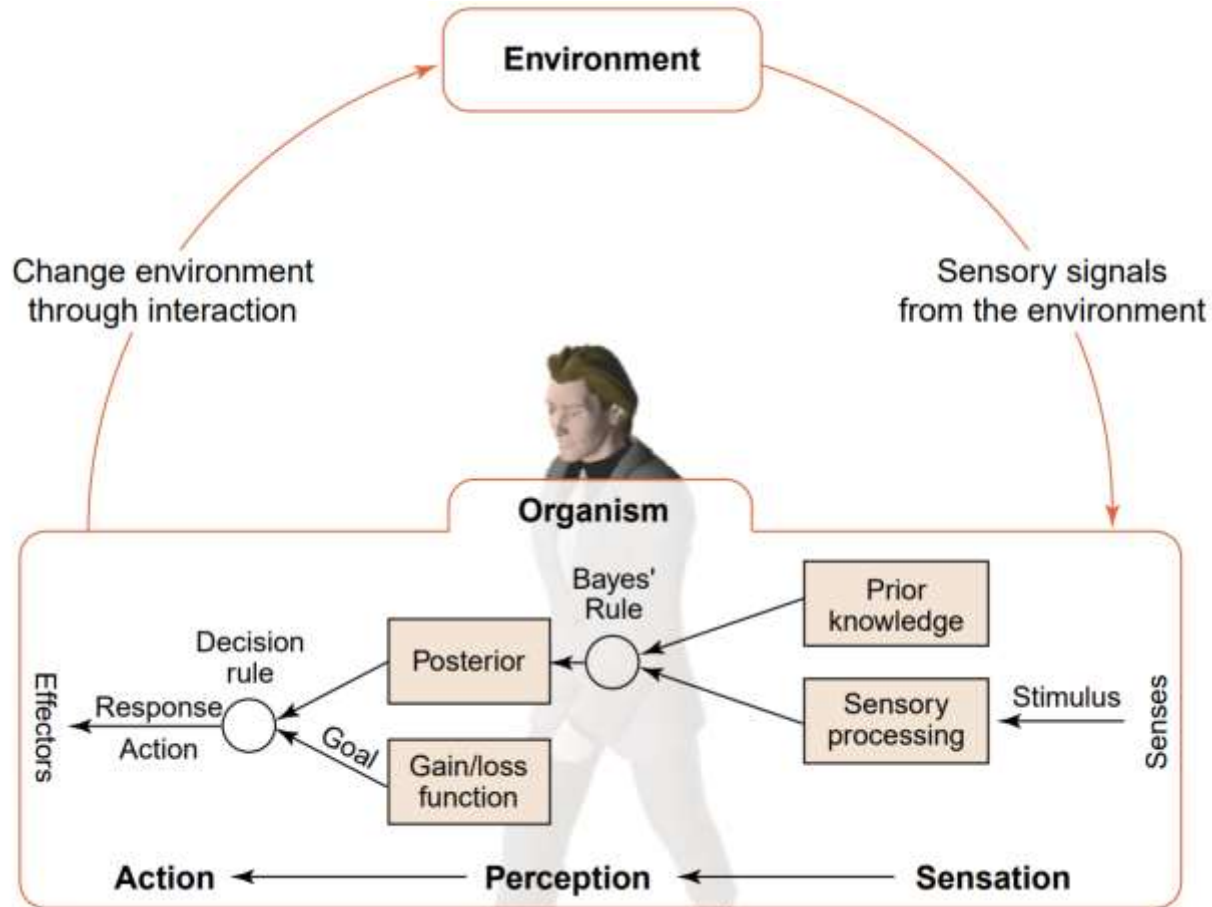 Environment
Change environment
through interaction
Sensory signals
from the environment
Organism
Bayes'
Rule
Prior
knowledge
Decision
rule
Posterior
Effectors
Response
Action
Goal
Gain/loss
function
Sensory
processing
Stimulus
Senses
Action
Perception
Sensation